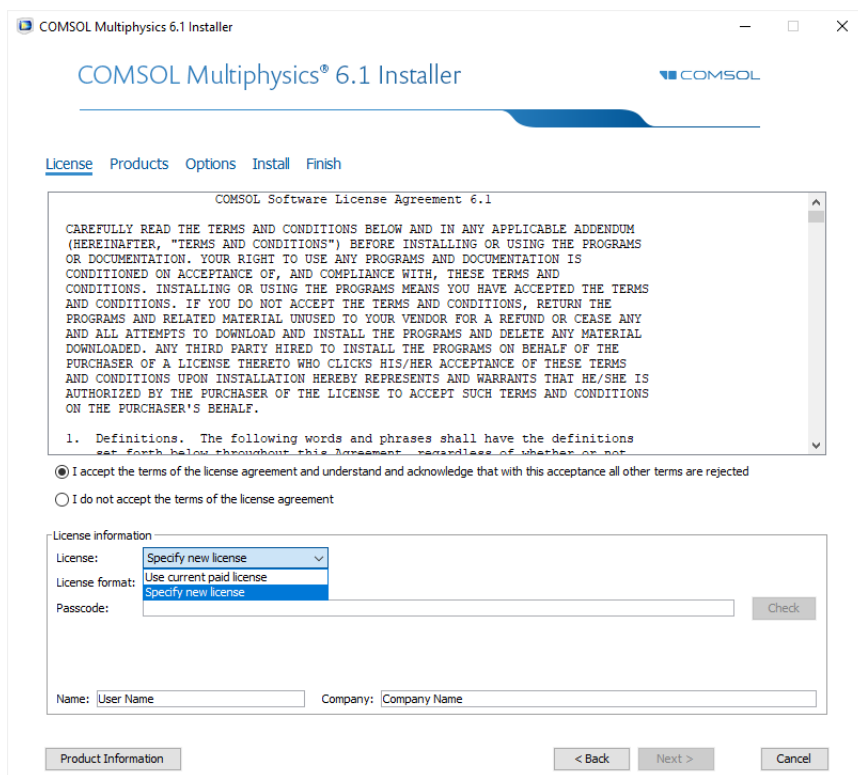 COMSOL Multiphysics 6.1 Installer
COMSOL Multiphysics® 6.1 Installer
COMSOL
License Products Options Install Finish
COMSOL Software License Agreement 6.1
CAREFULLY READ THE TERMS AND CONDITIONS BELOW AND IN ANY APPLICABLE ADDENDUM
(HEREINAFTER, "TERMS AND CONDITIONS") BEFORE INSTALLING OR USING THE PROGRAMS
OR DOCUMENTATION. YOUR RIGHT TO USE ANY PROGRAMS AND DOCUMENTATION IS
CONDITIONED ON ACCEPTANCE OF, AND COMPLIANCE WITH, THESE TERMS AND
CONDITIONS. INSTALLING OR USING THE PROGRAMS MEANS YOU HAVE ACCEPTED THE TERMS
AND CONDITIONS. IF YOU DO NOT ACCEPT THE TERMS AND CONDITIONS, RETURN THE
PROGRAMS AND RELATED MATERIAL UNUSED TO YOUR VENDOR FOR A REFUND OR CEASE ANY
AND ALL ATTEMPTS TO DOWNLOAD AND INSTALL THE PROGRAMS AND DELETE ANY MATERIAL
DOWNLOADED. ANY THIRD PARTY HIRED TO INSTALL THE PROGRAMS ON BEHALF OF THE
PURCHASER OF A LICENSE THERETO WHO CLICKS HIS/HER ACCEPTANCE OF THESE TERMS
AND CONDITIONS UPON INSTALLATION HEREBY REPRESENTS AND WARRANTS THAT HE/SHE IS
AUTHORIZED BY THE PURCHASER OF THE LICENSE TO ACCEPT SUCH TERMS AND CONDITIONS
ON THE PURCHASER'S BEHALF.
1. Definitions. The following words and phrases shall have the definitions
set forth below throughout this Agreement, regardless of whether or not
I accept the terms of the license agreement and understand and acknowledge that with this acceptance all other terms are rejected
I do not accept the terms of the license agreement
License information
License: Specify new license
Use current paid license
License format: Specify new license
Passcode: Check
Name: User Name Company: Company Name
Product Information < Back Next > Cancel